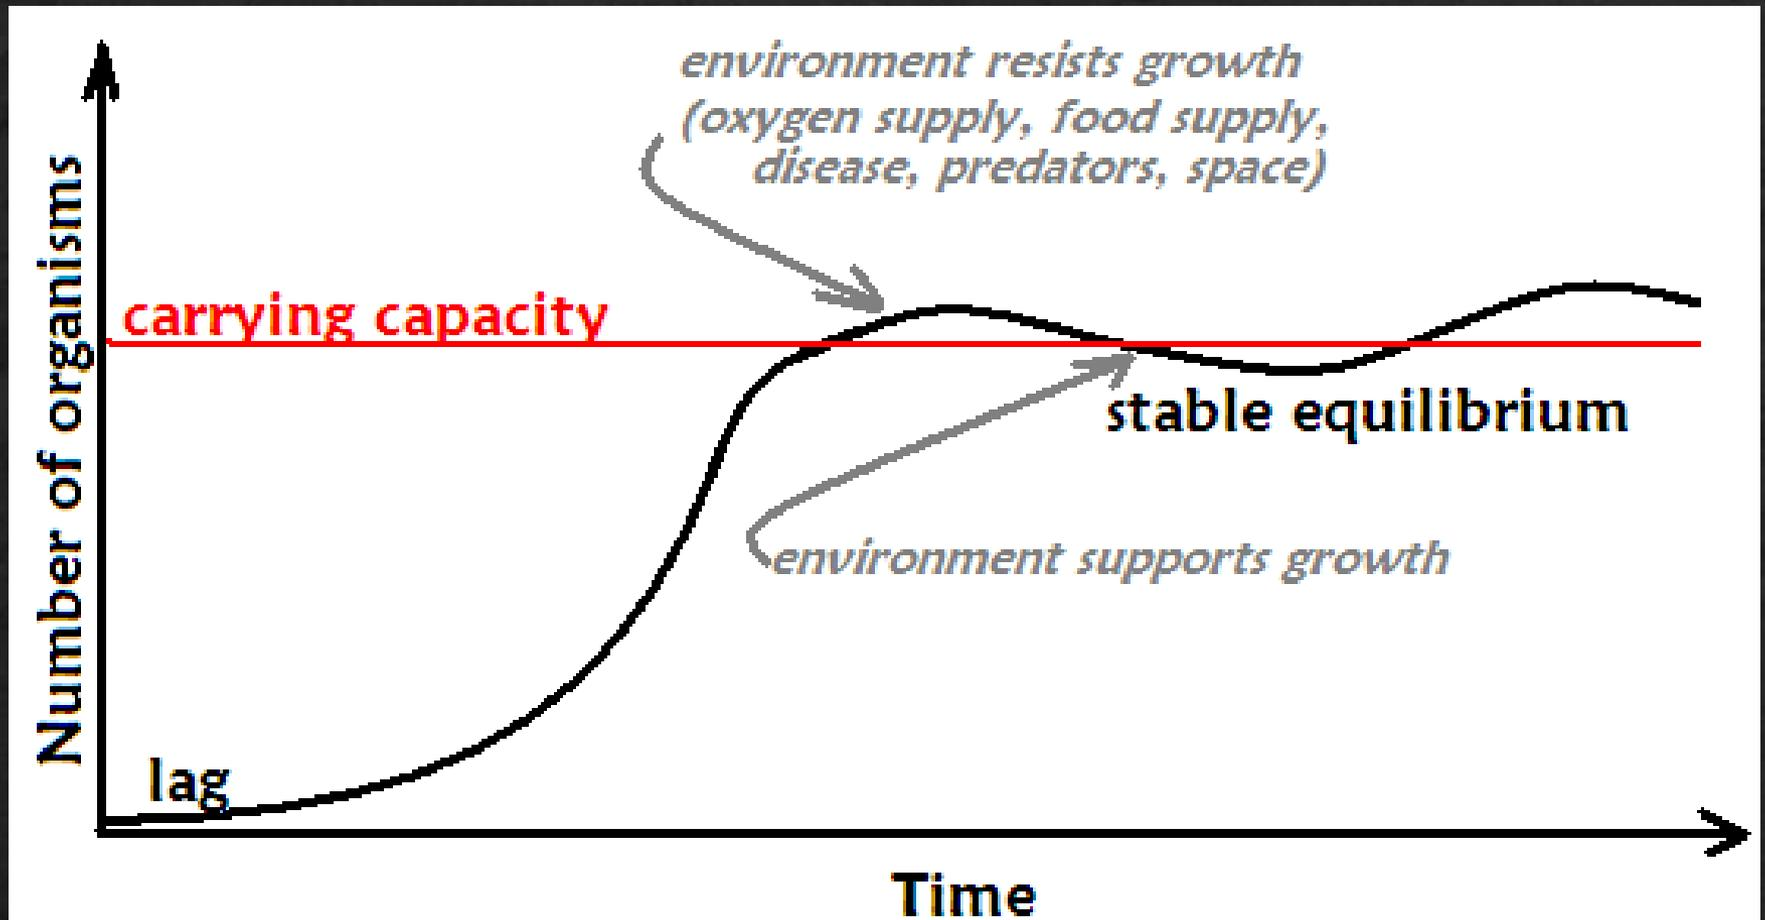 environment resists growth
(oxygen supply, food supply,
disease, predators, space)
carrying capacity
stable equilibrium
environment supports growth
lag
Number of organisms
Time